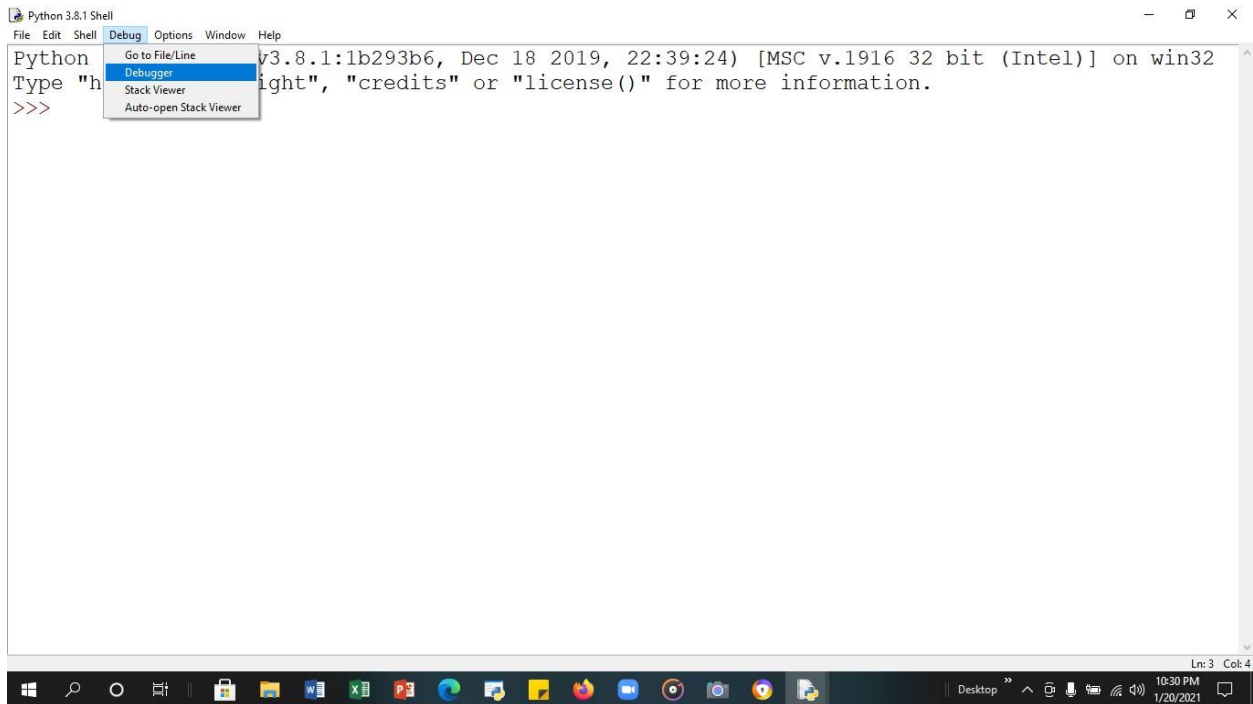 Python 3.8.1 Shell
File Edit Shell Debug Options Window Help
Python v3.8.1:1b293b6, Dec 18 2019, 22:39:24) [MSC v.1916 32 bit (Intel)] on win32
Type "h ight", "credits" or "license()" for more information.
>>>
Go to File/Line
Debugger
Stack Viewer
Auto-open Stack Viewer
Ln: 3 Col: 4
Desktop
10:30 PM
1/20/2021